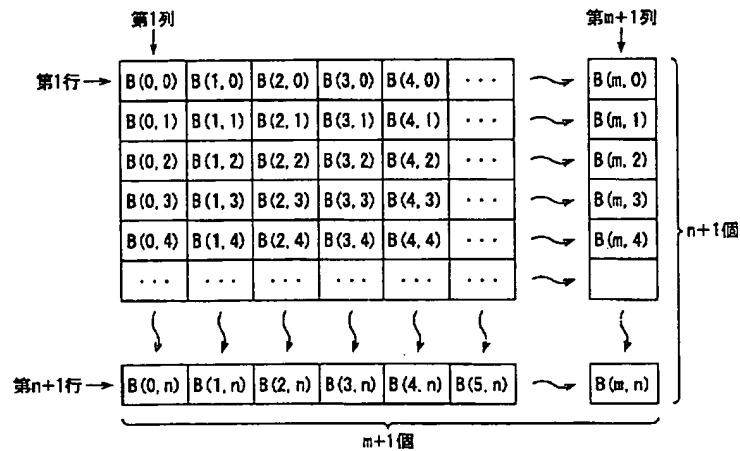 第1列 第m+1列
第1行 B(0,0) B(1,0) B(2,0) B(3,0) B(4,0) ··· B(m,0)
B(0,1) B(1,1) B(2,1) B(3,1) B(4,1) ··· B(m,1)
B(0,2) B(1,2) B(2,2) B(3,2) B(4,2) ··· B(m,2)
B(0,3) B(1,3) B(2,3) B(3,3) B(4,3) ··· B(m,3)
B(0,4) B(1,4) B(2,4) B(3,4) B(4,4) ··· B(m,4)
n+1個
··· ··· ··· ··· ··· ···
第n+1行 B(0,n) B(1,n) B(2,n) B(3,n) B(4,n) B(5,n) B(m,n)
m+1個